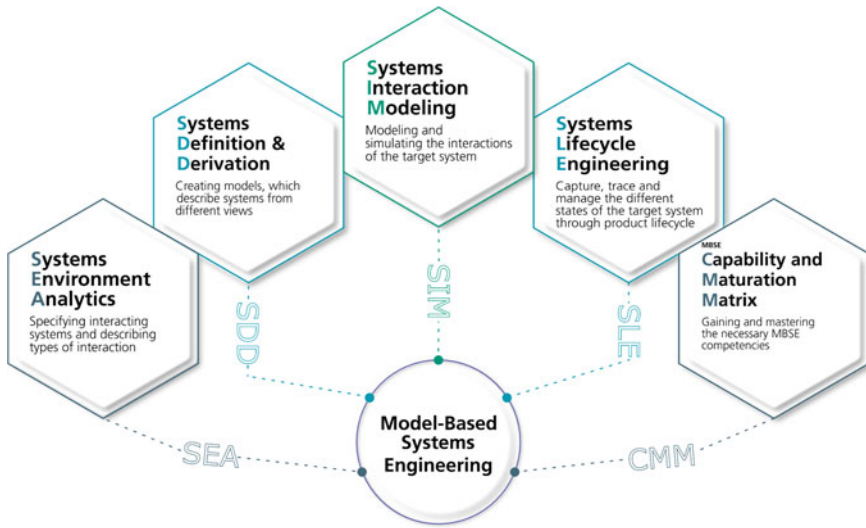 Systems
Environment
Analytics
Specifying interacting
systems and describing
types of interaction
Systems
Definition &
Derivation
Creating models, which
describe systems from
different views
Systems
Interaction
Modeling
Modeling and
simulating the interactions
of the target system
Systems
Lifecycle
Engineering
Capture, trace and
manage the different
states of the target system
through product lifecycle
MBSE
Capability and
Maturation
Matrix
Gaining and mastering
the necessary MBSE
competencies
SEA
SDD
SIM
SLE
CMM
Model-Based
Systems
Engineering